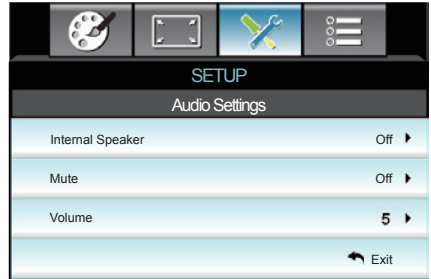 SETUP
Audio Settings
Internal Speaker Off
Mute Off
Volume 5
Exit